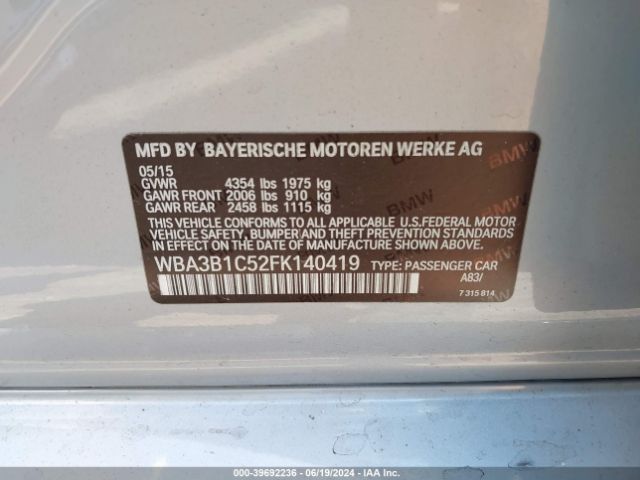 MFD BY BAYERISCHE MOTOREN WERKE AG
05/15
GVWR 4354 lbs 1975 kg
GAWR FRONT 2006 lbs 910 kg
GAWR REAR 2458 lbs 1115 kg
THIS VEHICLE CONFORMS TO ALL APPLICABLE U.S.FEDERAL MOTOR
VEHICLE SAFETY, BUMPER AND THEFT PREVENTION STANDARDS
IN EFFECT ON THE DATE OF MANUFACTURE SHOWN ABOVE.
WBA3B1C52FK140419 TYPE: PASSENGER CAR
A83/
7 315 814
BMW
BMW
BMW
000-39692236 - 06/19/2024 - IAA Inc.